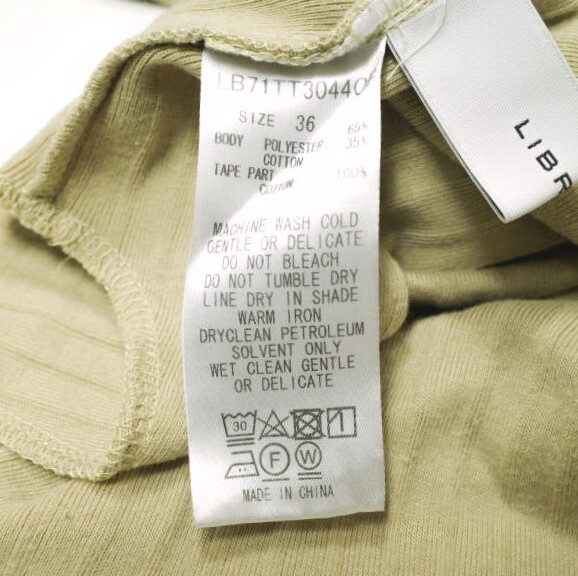 LB71TT30440
SIZE 36
BODY POLYESTER 65%
COTTON 35%
TAPE PART
COTTON 100%
MACHINE WASH COLD
GENTLE OR DELICATE
DO NOT BLEACH
DO NOT TUMBLE DRY
LINE DRY IN SHADE
WARM IRON
DRYCLEAN PETROLEUM
SOLVENT ONLY
WET CLEAN GENTLE
OR DELICATE
30
F W
MADE IN CHINA
LIBR